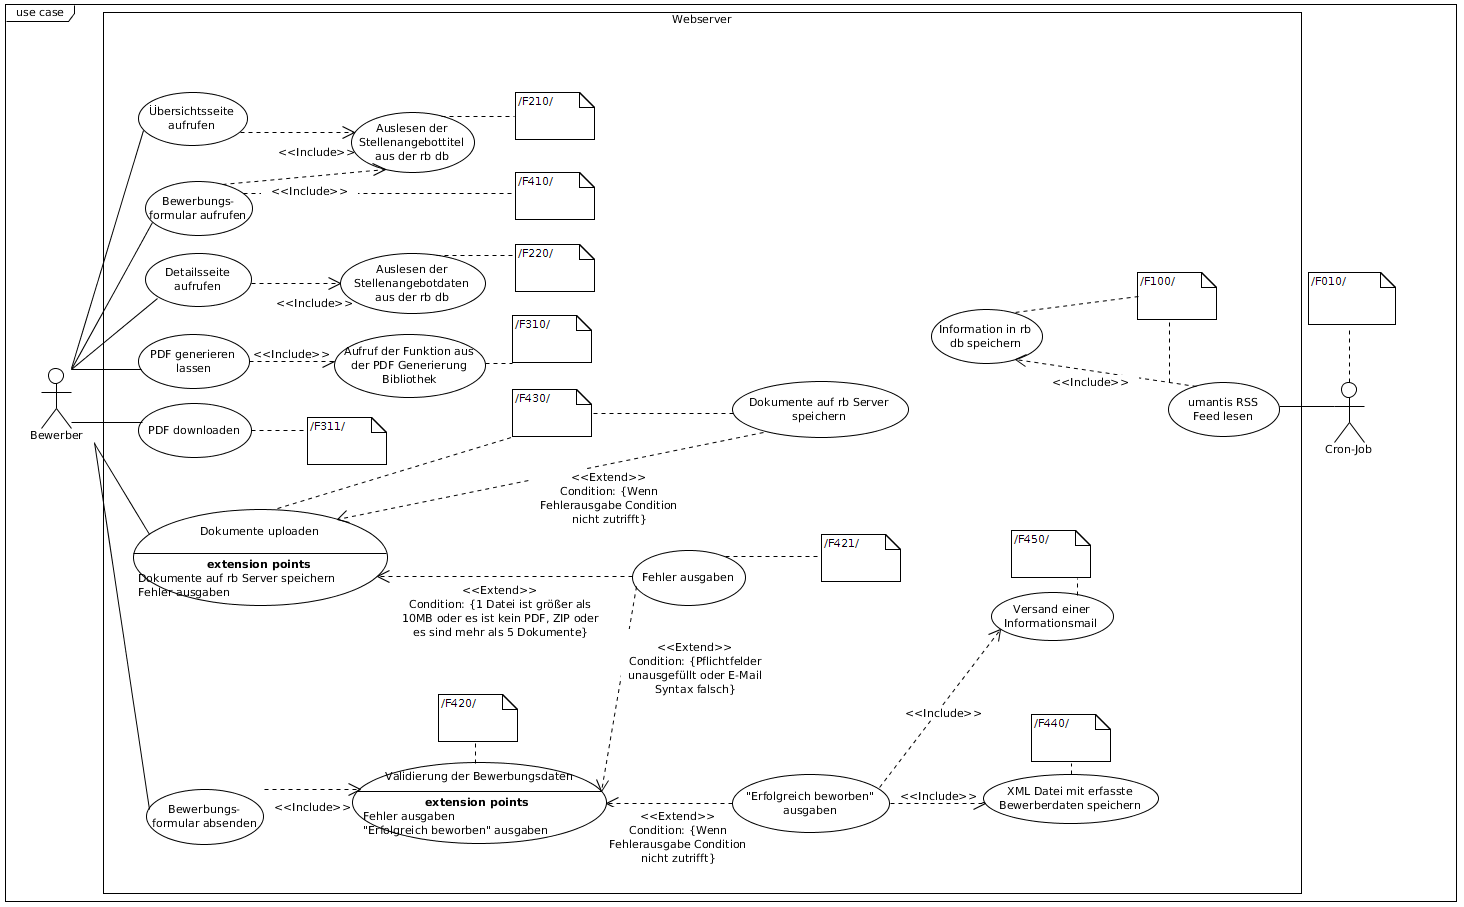 use case
Webserver
Übersichtsseite
aufrufen
<<Include>>
Auslesen der
Stellenangebottitel
aus der rb db
/F210/
Bewerbungs-
formular aufrufen
<<Include>>
/F410/
Detailsseite
aufrufen
<<Include>>
Auslesen der
Stellenangebotdaten
aus der rb db
/F220/
PDF generieren
lassen
<<Include>>
Aufruf der Funktion aus
der PDF Generierung
Bibliothek
/F310/
Information in rb
db speichern
/F100/
/F010/
<<Include>>
umantis RSS
Feed lesen
Cron-Job
Bewerber
PDF downloaden
/F311/
/F430/
Dokumente auf rb Server
speichern
<<Extend>>
Condition: {Wenn
Fehlerausgabe Condition
nicht zutrifft}
Dokumente uploaden
extension points
Dokumente auf rb Server speichern
Fehler ausgaben
<<Extend>>
Condition: {1 Datei ist größer als
10MB oder es ist kein PDF, ZIP oder
es sind mehr als 5 Dokumente}
Fehler ausgaben
/F421/
<<Extend>>
Condition: {Pflichtfelder
unausgefüllt oder E-Mail
Syntax falsch}
/F450/
Versand einer
Informationsmail
<<Include>>
/F420/
Validierung der Bewerbungsdaten
extension points
Fehler ausgaben
"Erfolgreich beworben" ausgaben
Bewerbungs-
formular absenden
<<Include>>
<<Extend>>
Condition: {Wenn
Fehlerausgabe Condition
nicht zutrifft}
"Erfolgreich beworben"
ausgaben
<<Include>>
/F440/
XML Datei mit erfasste
Bewerberdaten speichern